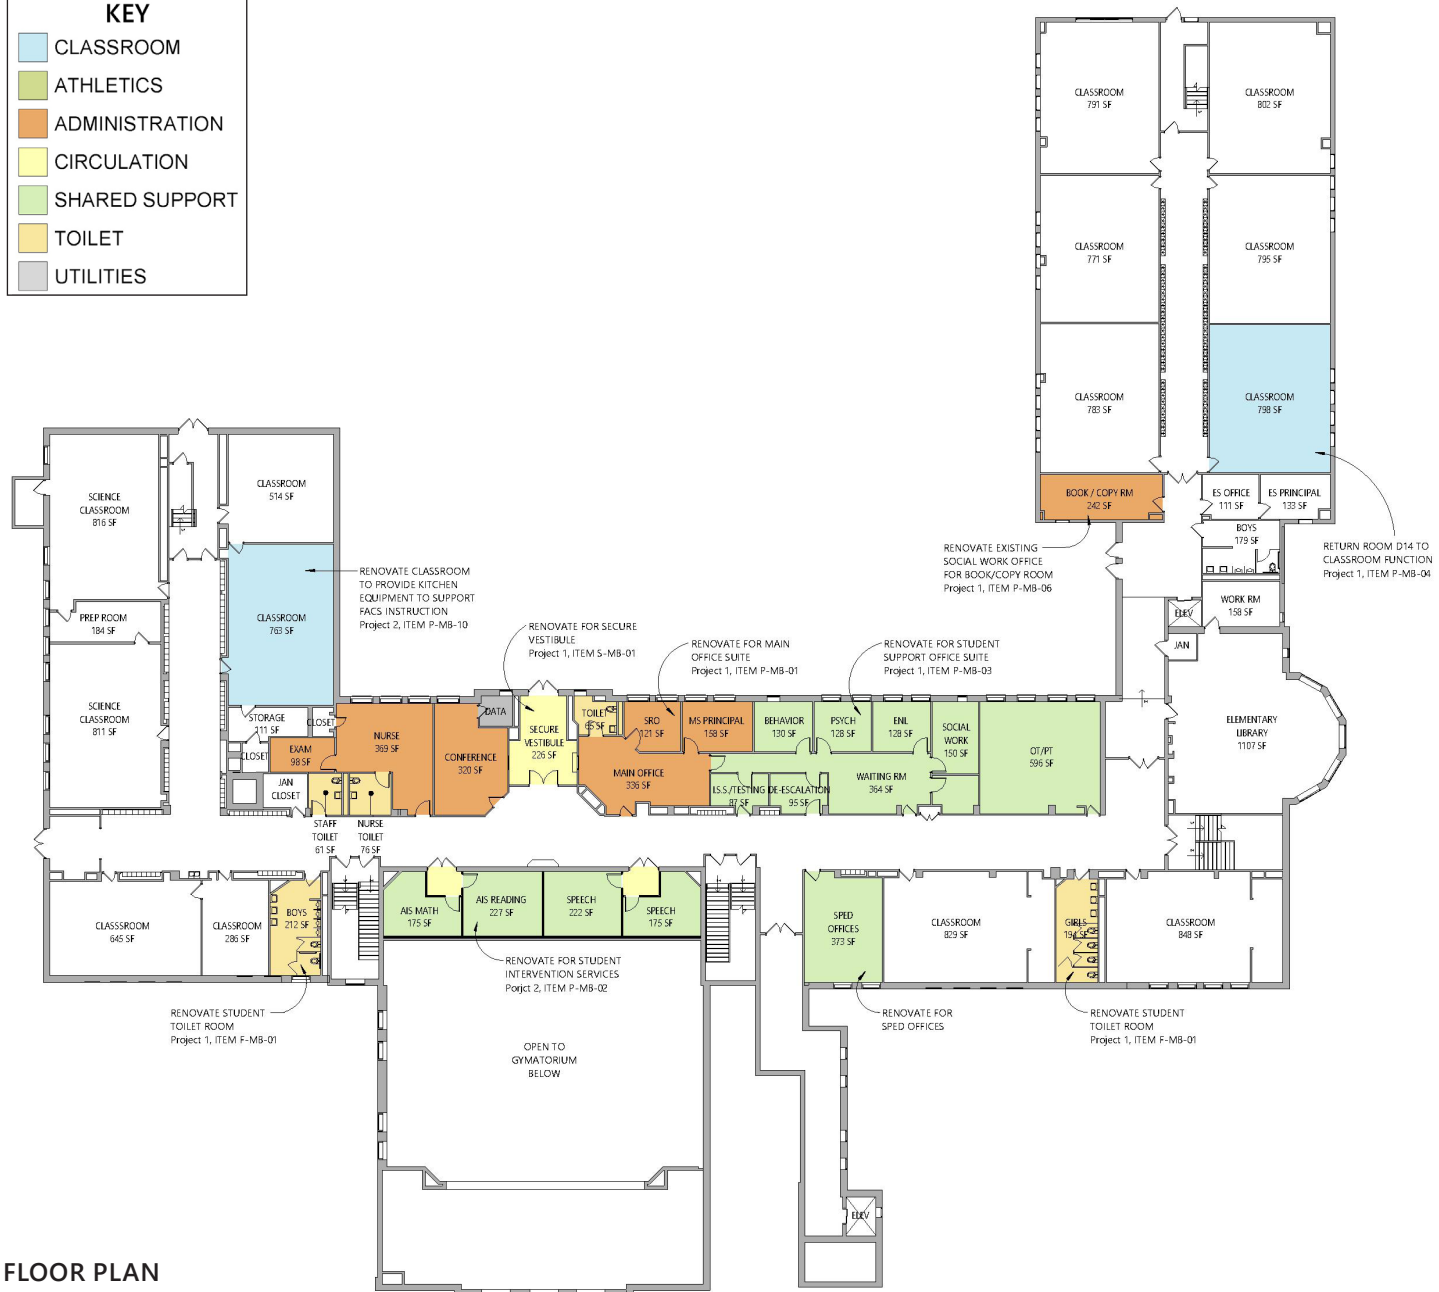 KEY
CLASSROOM
ATHLETICS
ADMINISTRATION
CIRCULATION
SHARED SUPPORT
TOILET
UTILITIES
CLASSROOM
791 SF
CLASSROOM
802 SF
CLASSROOM
771 SF
CLASSROOM
795 SF
CLASSROOM
783 SF
CLASSROOM
798 SF
BOOK / COPY RM
242 SF
ES OFFICE
111 SF
ES PRINCIPAL
133 SF
BOYS
179 SF
RENOVATE EXISTING
SOCIAL WORK OFFICE
FOR BOOK/COPY ROOM
Project 1, ITEM P-MB-06
RETURN ROOM D14 TO
CLASSROOM FUNCTION
Project 1, ITEM P-MB-04
WORK RM
158 SF
ELEV
JAN
ELEMENTARY
LIBRARY
1107 SF
SCIENCE
CLASSROOM
816 SF
CLASSROOM
514 SF
RENOVATE CLASSROOM
TO PROVIDE KITCHEN
EQUIPMENT TO SUPPORT
FACS INSTRUCTION
Project 2, ITEM P-MB-10
CLASSROOM
763 SF
PREP ROOM
184 SF
SCIENCE
CLASSROOM
811 SF
STORAGE
111 SF
CLOSET
CLOSET
EXAM
98 SF
JAN
CLOSET
NURSE
369 SF
CONFERENCE
320 SF
DATA
RENOVATE FOR SECURE
VESTIBULE
Project 1, ITEM S-MB-01
SECURE
VESTIBULE
226 SF
TOILET
65 SF
RENOVATE FOR MAIN
OFFICE SUITE
Project 1, ITEM P-MB-01
SRO
121 SF
MS PRINCIPAL
158 SF
MAIN OFFICE
336 SF
RENOVATE FOR STUDENT
SUPPORT OFFICE SUITE
Project 1, ITEM P-MB-03
BEHAVIOR
130 SF
PSYCH
128 SF
ENL
128 SF
SOCIAL
WORK
150 SF
OT/PT
596 SF
I.S.S./TESTING
87 SF
DE-ESCALATION
95 SF
WAITING RM
364 SF
STAFF
TOILET
61 SF
NURSE
TOILET
76 SF
CLASSSROOM
645 SF
CLASSROOM
286 SF
BOYS
212 SF
AIS MATH
175 SF
AIS READING
227 SF
SPEECH
222 SF
SPEECH
175 SF
SPED
OFFICES
373 SF
CLASSROOM
829 SF
GIRLS
194 SF
CLASSROOM
848 SF
RENOVATE FOR STUDENT
INTERVENTION SERVICES
Porjct 2, ITEM P-MB-02
RENOVATE STUDENT
TOILET ROOM
Project 1, ITEM F-MB-01
RENOVATE FOR
SPED OFFICES
RENOVATE STUDENT
TOILET ROOM
Project 1, ITEM F-MB-01
OPEN TO
GYMATORIUM
BELOW
ELEV
FLOOR PLAN